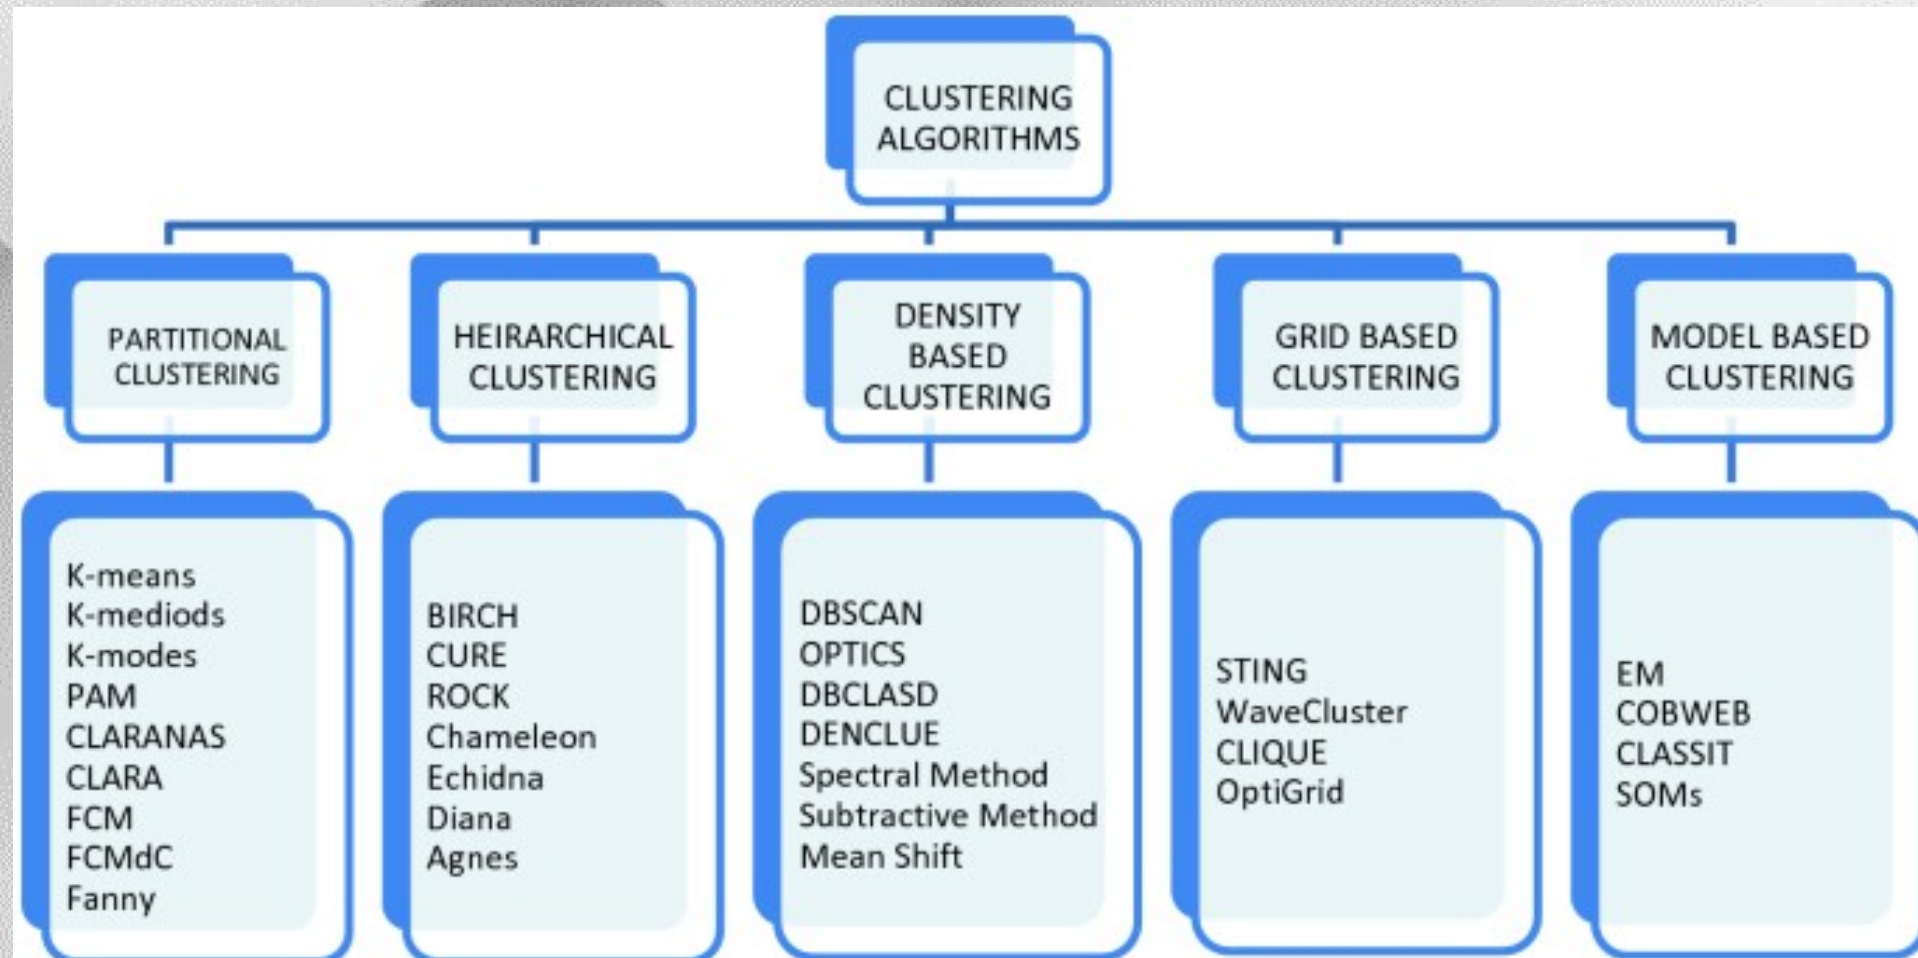 CLUSTERING
ALGORITHMS
PARTITIONAL
CLUSTERING
HEIRARCHICAL
CLUSTERING
DENSITY
BASED
CLUSTERING
GRID BASED
CLUSTERING
MODEL BASED
CLUSTERING
K-means
K-mediods
K-modes
PAM
CLARANAS
CLARA
FCM
FCMdC
Fanny
BIRCH
CURE
ROCK
Chameleon
Echidna
Diana
Agnes
DBSCAN
OPTICS
DBCLASD
DENCLUE
Spectral Method
Subtractive Method
Mean Shift
STING
WaveCluster
CLIQUE
OptiGrid
EM
COBWEB
CLASSIT
SOMs